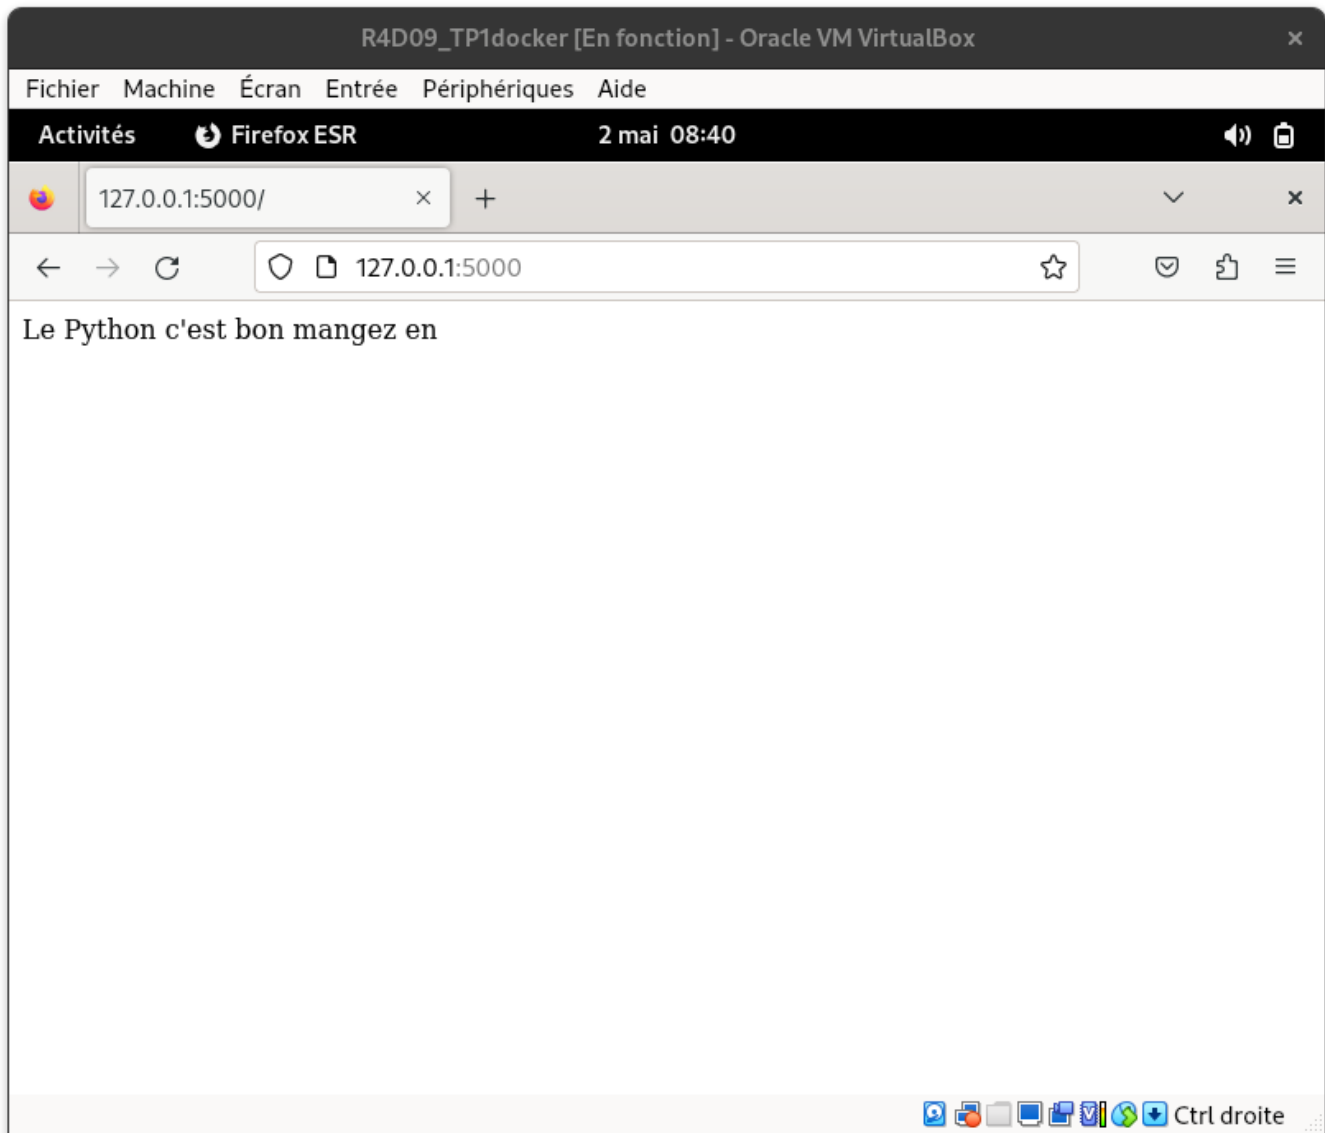 R4D09_TP1docker [En fonction] - Oracle VM VirtualBox
Fichier Machine Écran Entrée Périphériques Aide
Activités Firefox ESR 2 mai 08:40
127.0.0.1:5000/
127.0.0.1:5000
Le Python c'est bon mangez en
Ctrl droite